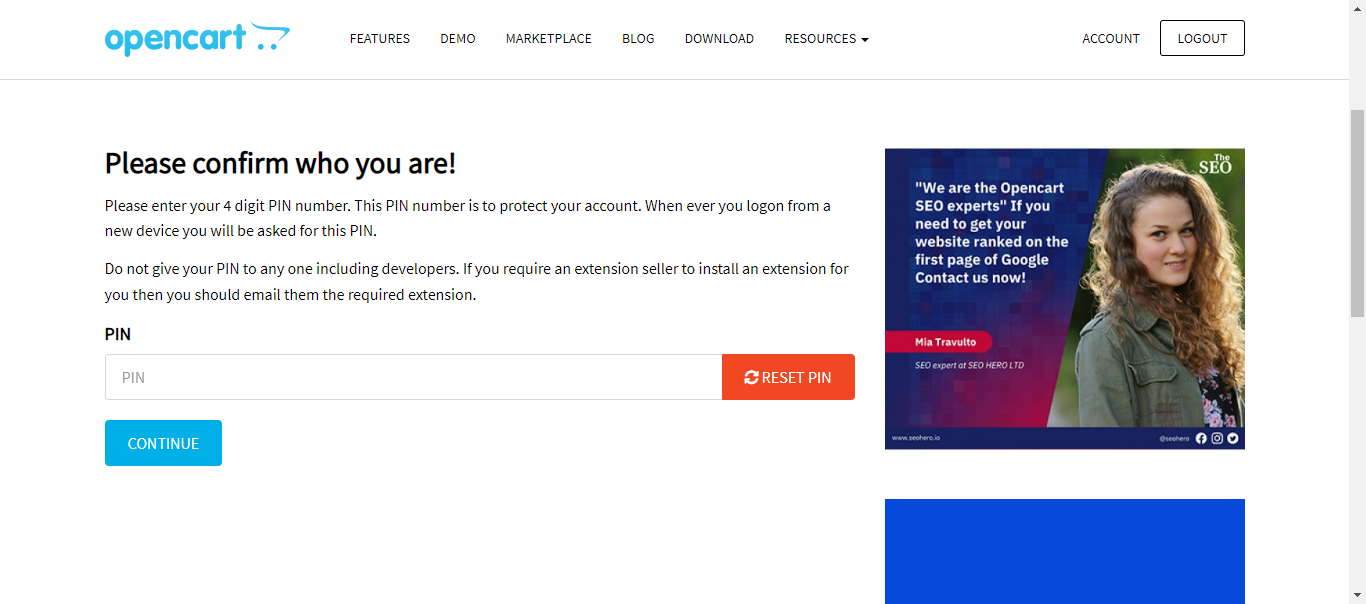 opencart
FEATURES
DEMO
MARKETPLACE
BLOG
DOWNLOAD
RESOURCES
ACCOUNT
LOGOUT
Please confirm who you are!
Please enter your 4 digit PIN number. This PIN number is to protect your account. When ever you logon from a
new device you will be asked for this PIN.
Do not give your PIN to any one including developers. If you require an extension seller to install an extension for
you then you should email them the required extension.
PIN
PIN
RESET PIN
CONTINUE
The
SEO
"We are the Opencart
SEO experts" If you
need to get your
website ranked on the
first page of Google
Contact us now!
Mia Travulto
SEO expert at SEO HERO LTD
www.seohero.io
@seohero